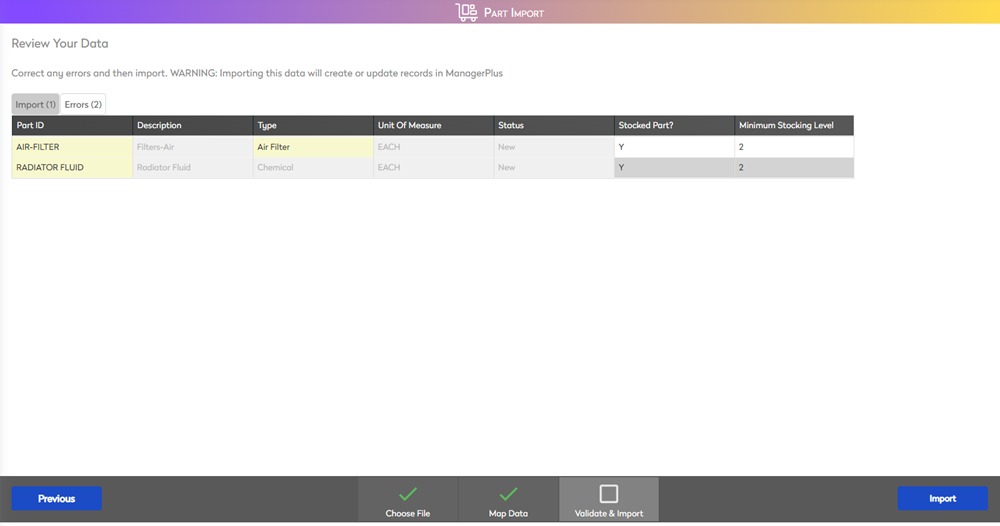 Part Import
Review Your Data
Correct any errors and then import. WARNING: Importing this data will create or update records in ManagerPlus
Import (1) Errors (2)
Part ID Description Type Unit Of Measure Status Stocked Part? Minimum Stocking Level
AIR-FILTER Filters-Air Air Filter EACH New Y 2
RADIATOR FLUID Radiator Fluid Chemical EACH New Y 2
Previous Choose File Map Data Validate & Import Import